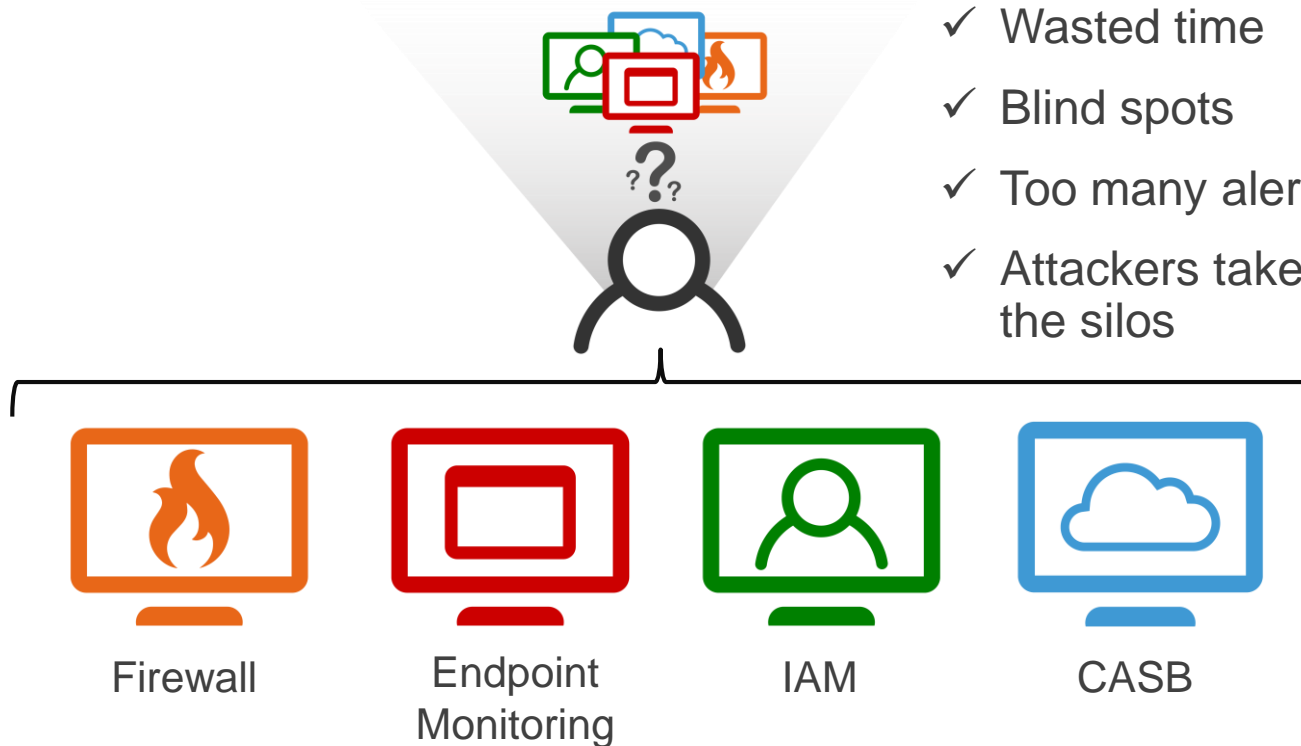 ✓ Wasted time
✓ Blind spots
✓ Too many aler
✓ Attackers take
the silos
? ? ?
Firewall
Endpoint
Monitoring
IAM
CASB